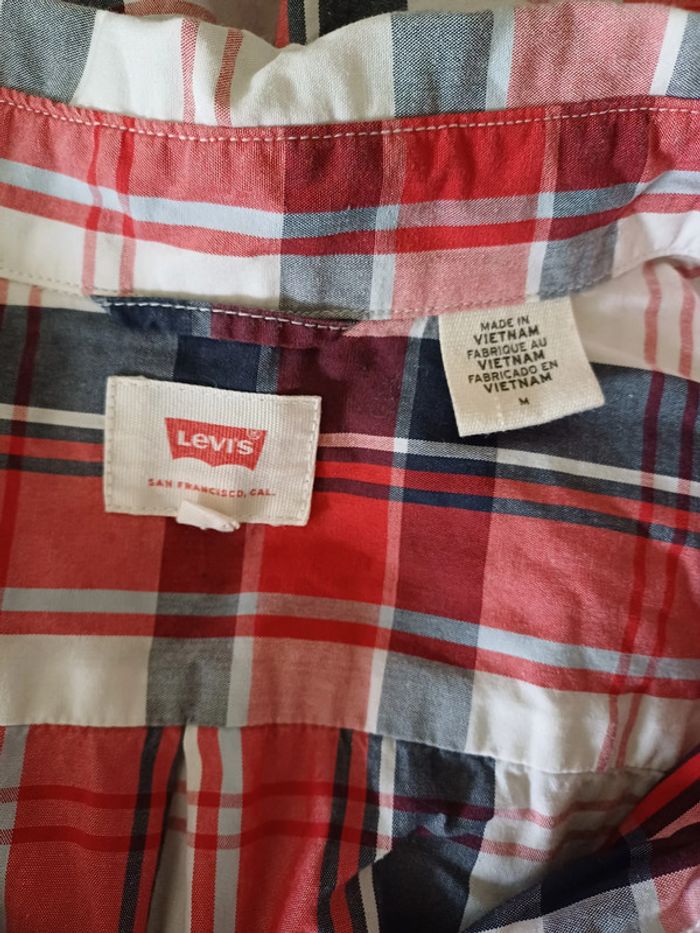 MADE IN
VIETNAM
FABRIQUE AU
VIETNAM
FABRICADO EN
VIETNAM
M
LEVI'S®
SAN FRANCISCO, CAL.